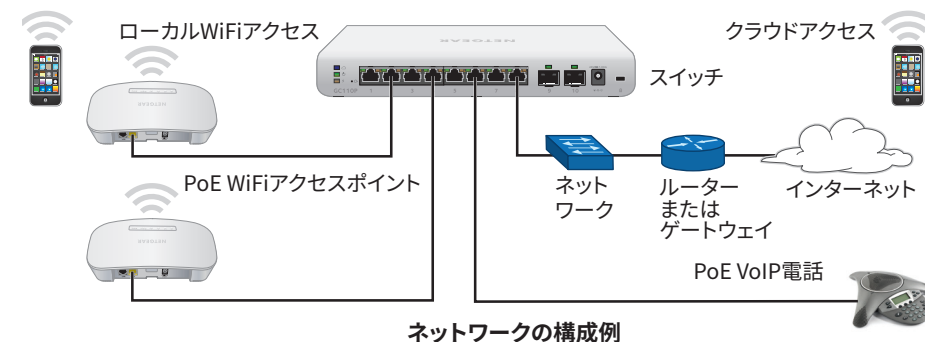 ローカルWiFiアクセス
クラウドアクセス
NETGEAR
スイッチ
GC110P
NETGEAR
PoE WiFiアクセスポイント
ネット
ワーク
ルーター
または
ゲートウェイ
インターネット
NETGEAR
PoE VoIP電話
ネットワークの構成例